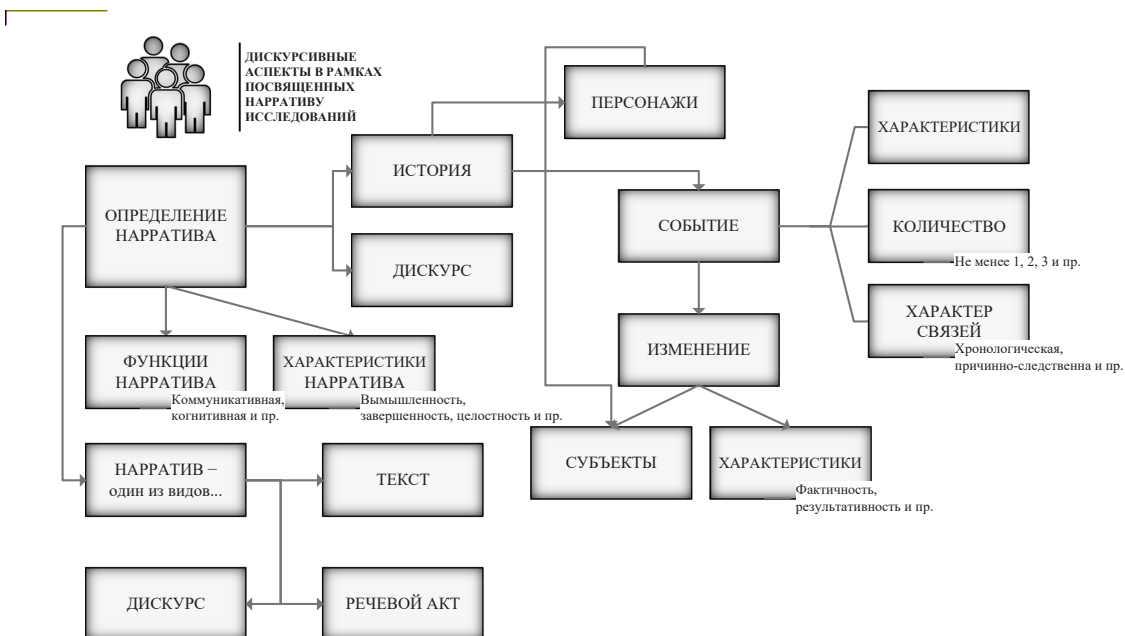 ДИСКУРСИВНЫЕ
АСПЕКТЫ В РАМКАХ
ПОСВЯЩЕННЫХ
НАРРАТИВУ
ИССЛЕДОВАНИЙ
ПЕРСОНАЖИ
ХАРАКТЕРИСТИКИ
ИСТОРИЯ
ОПРЕДЕЛЕНИЕ
НАРРАТИВА
СОБЫТИЕ
КОЛИЧЕСТВО
Не менее 1, 2, 3 и пр.
ДИСКУРС
ХАРАКТЕР
СВЯЗЕЙ
Хронологическая,
причинно-следственна и пр.
ИЗМЕНЕНИЕ
ФУНКЦИИ
НАРРАТИВА
Коммуникативная,
когнитивная и пр.
ХАРАКТЕРИСТИКИ
НАРРАТИВА
Вымышленность,
завершенность, целостность и пр.
СУБЪЕКТЫ
ХАРАКТЕРИСТИКИ
Фактичность,
результативность и пр.
НАРРАТИВ –
один из видов...
ТЕКСТ
ДИСКУРС
РЕЧЕВОЙ АКТ